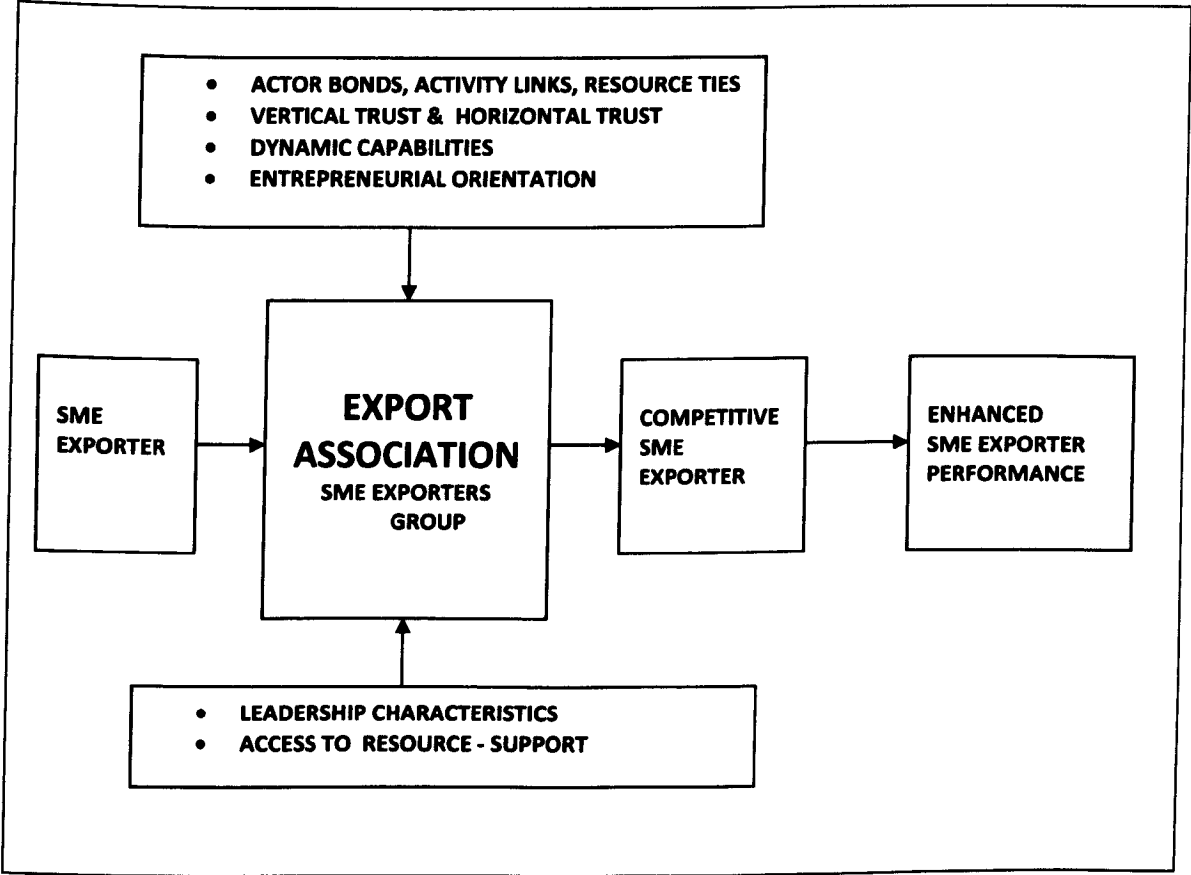 • ACTOR BONDS, ACTIVITY LINKS, RESOURCE TIES
• VERTICAL TRUST & HORIZONTAL TRUST
• DYNAMIC CAPABILITIES
• ENTREPRENEURIAL ORIENTATION
SME
EXPORTER
EXPORT
ASSOCIATION
SME EXPORTERS
GROUP
COMPETITIVE
SME
EXPORTER
ENHANCED
SME EXPORTER
PERFORMANCE
• LEADERSHIP CHARACTERISTICS
• ACCESS TO RESOURCE - SUPPORT